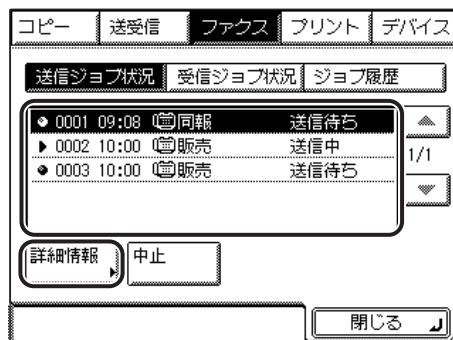 コピー 送受信 ファクス プリント デバイス
送信ジョブ状況 受信ジョブ状況 ジョブ履歴
0001 09:08 同報 送信待ち
0002 10:00 販売 送信中
1/1
0003 10:00 販売 送信待ち
詳細情報 中止
閉じる